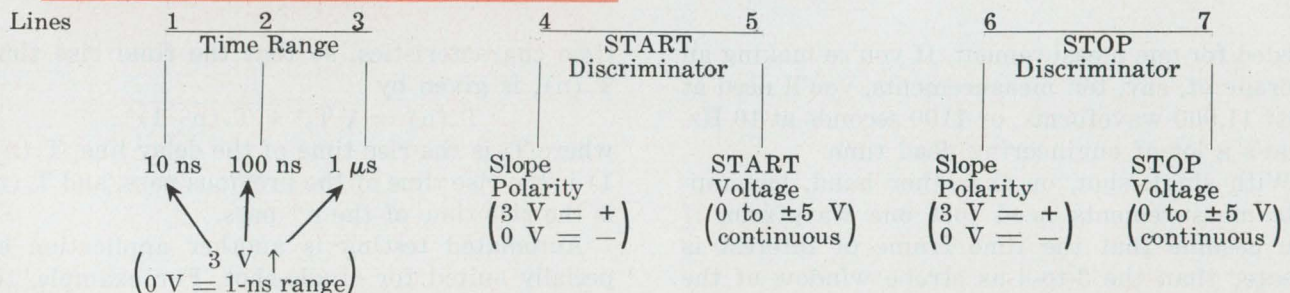 Lines 1 2 3 4 5 6 7
Time Range START STOP
Discriminator Discriminator
10 ns 100 ns 1 μs Slope START Slope STOP
Polarity Voltage Polarity Voltage
(3 V = + (0 to ±5 V (3 V = + (0 to ±5 V
0 V = −) continuous) 0 V = −) continuous)
(3 V ↑
0 V = 1-ns range)